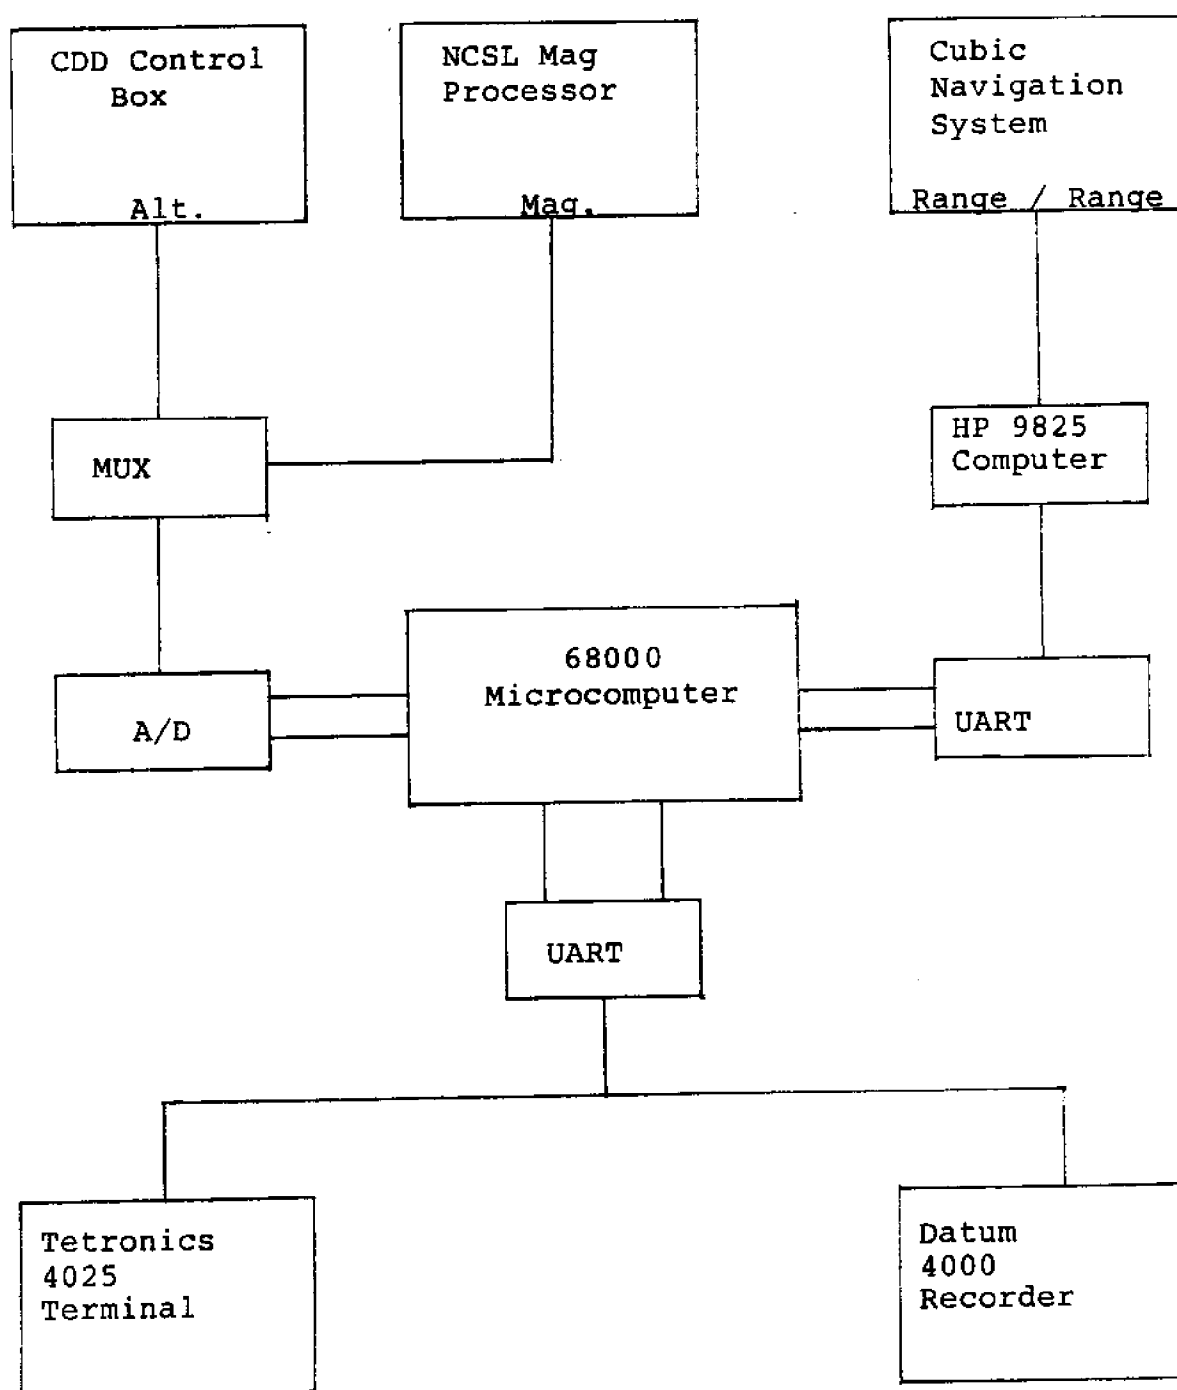 CDD Control
Box
Alt.
NCSL Mag
Processor
Mag.
Cubic
Navigation
System
Range / Range
MUX
HP 9825
Computer
A/D
68000
Microcomputer
UART
UART
Tetronics
4025
Terminal
Datum
4000
Recorder